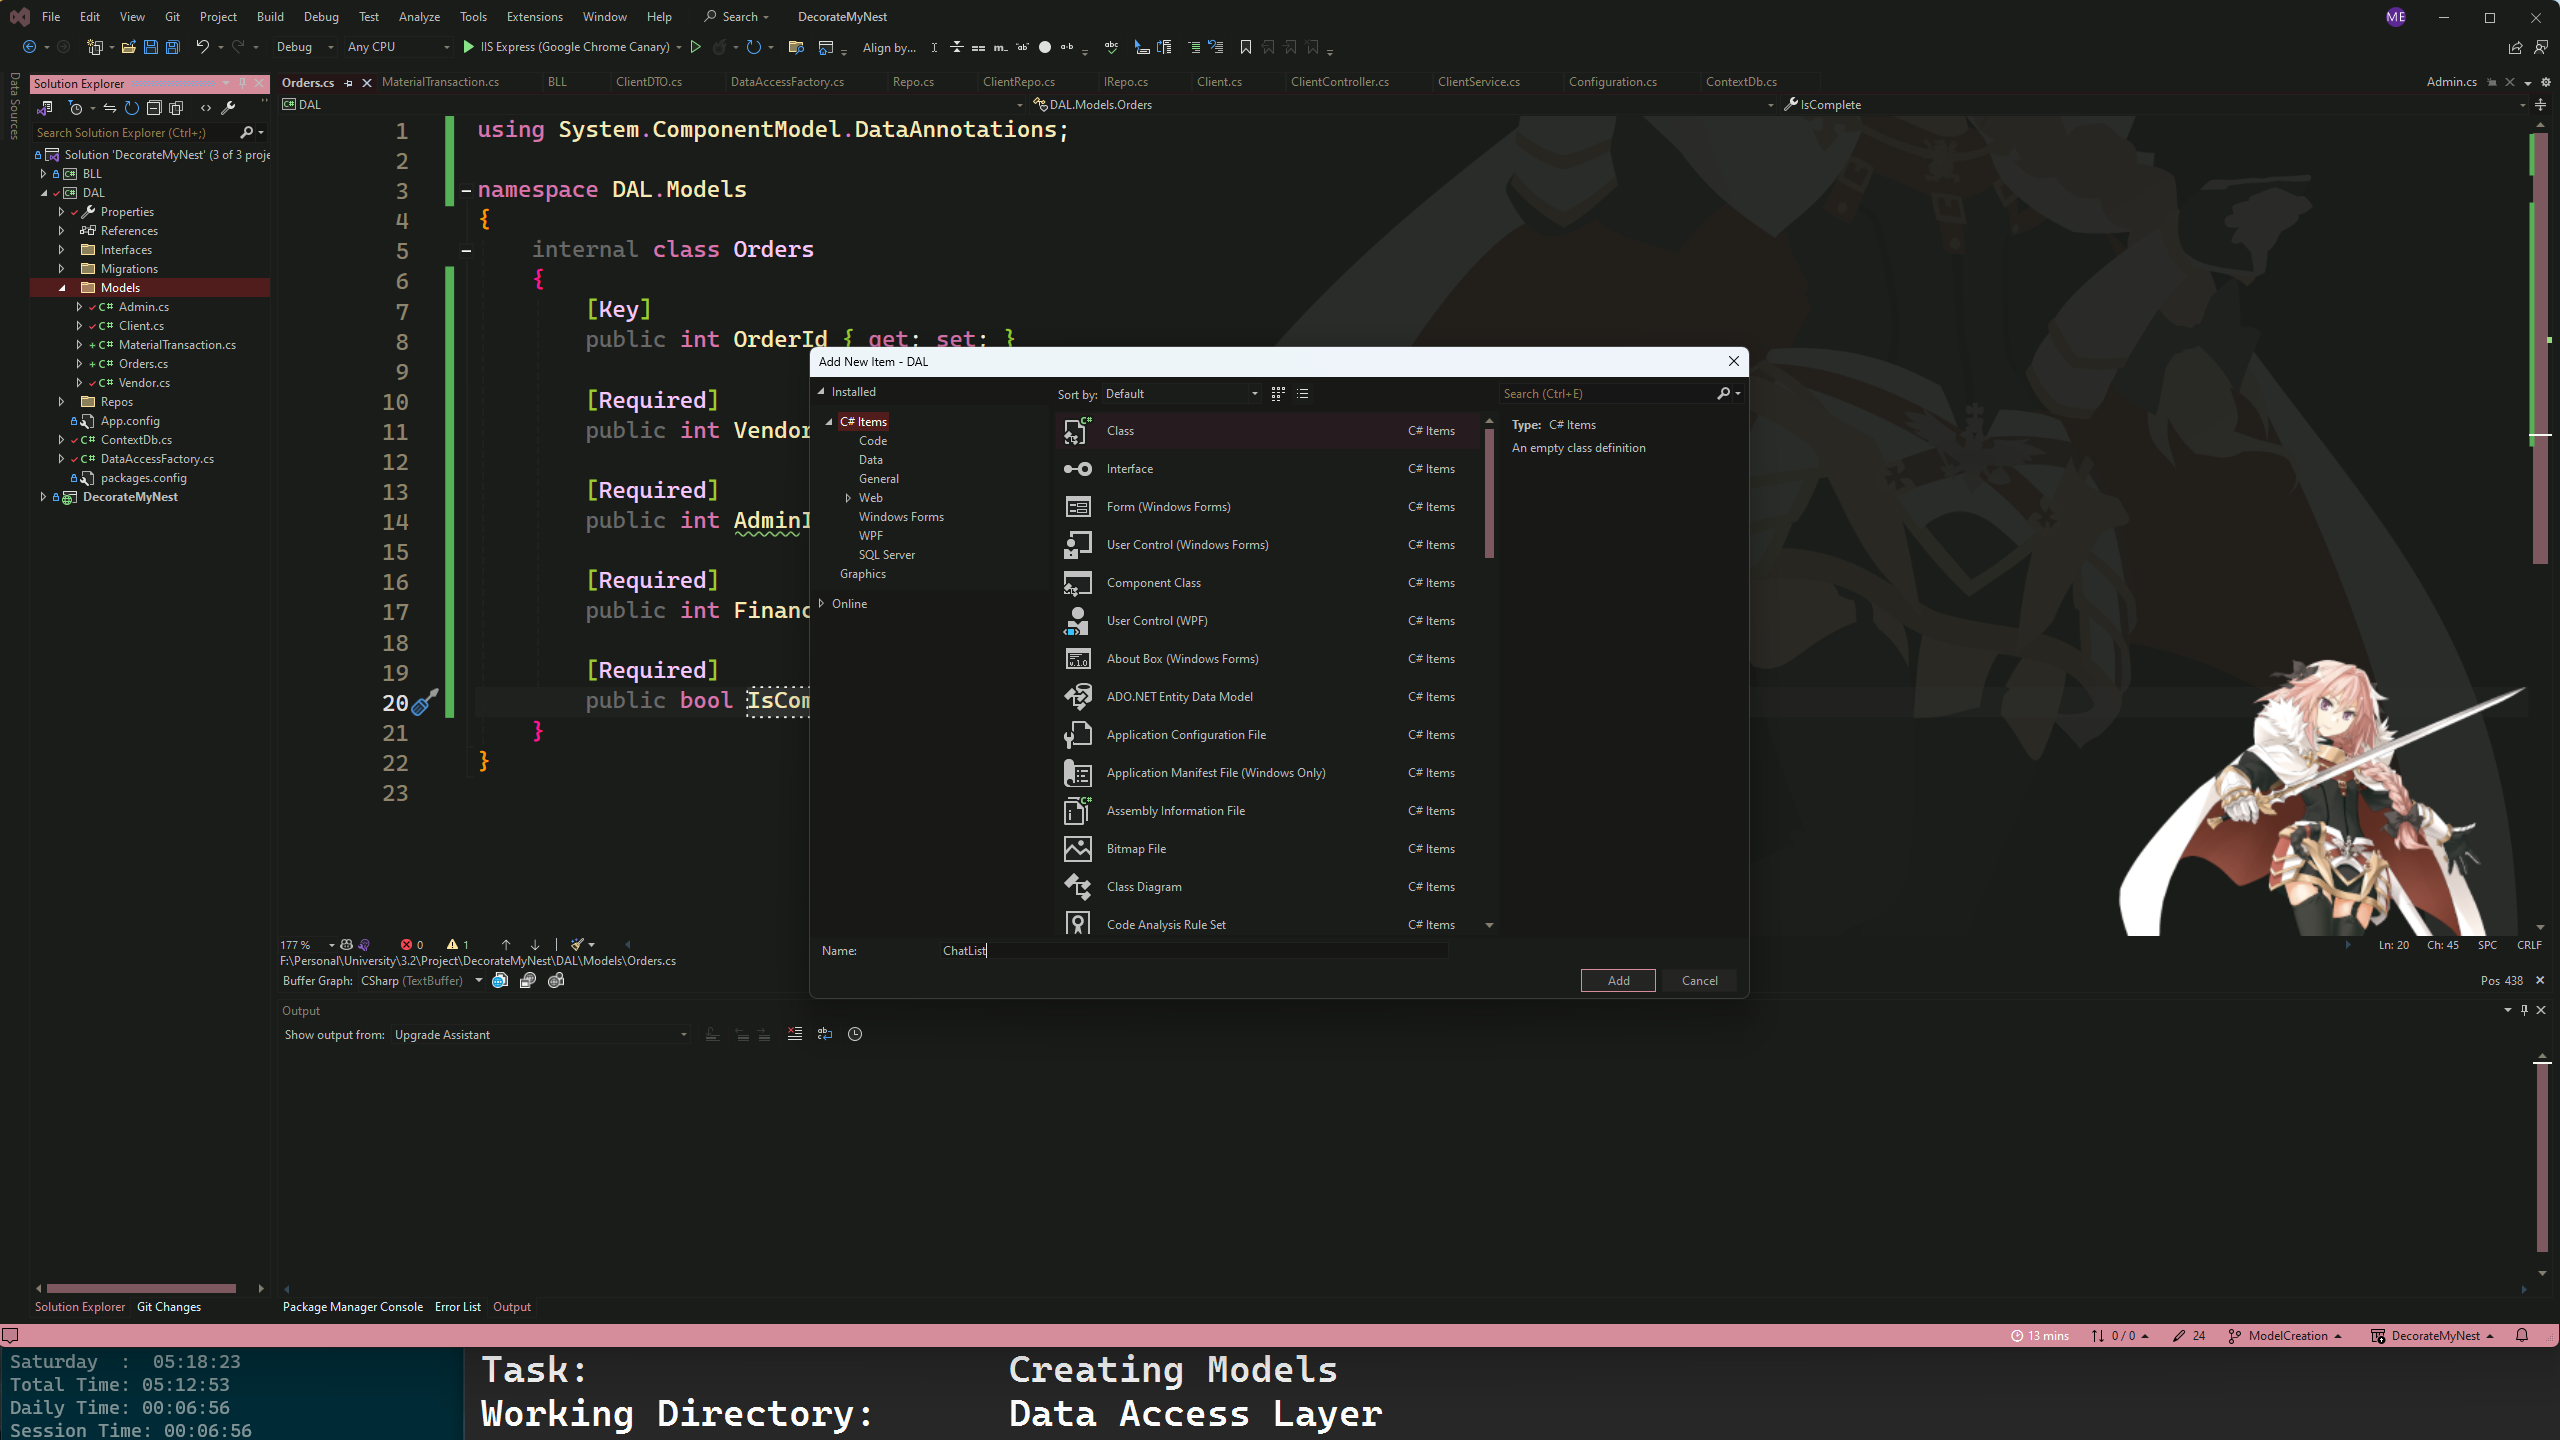 File Edit View Git Project Build Debug Test Analyze Tools Extensions Window Help Search DecorateMyNest ME
Debug Any CPU IIS Express (Google Chrome Canary) Align by...
Data Sources
Solution Explorer
Search Solution Explorer (Ctrl+;)
Solution 'DecorateMyNest' (3 of 3 proje
BLL
DAL
Properties
References
Interfaces
Migrations
Models
Admin.cs
Client.cs
MaterialTransaction.cs
Orders.cs
Vendor.cs
Repos
App.config
ContextDb.cs
DataAccessFactory.cs
packages.config
DecorateMyNest
Orders.cs MaterialTransaction.cs BLL ClientDTO.cs DataAccessFactory.cs Repo.cs ClientRepo.cs IRepo.cs Client.cs ClientController.cs ClientService.cs Configuration.cs ContextDb.cs Admin.cs
DAL DAL.Models.Orders IsComplete
1 using System.ComponentModel.DataAnnotations;
2
3 namespace DAL.Models
4 {
5 internal class Orders
6 {
7 [Key]
8 public int OrderId { get; set; }
9
10 [Required]
11 public int Vendor
12
13 [Required]
14 public int AdminI
15
16 [Required]
17 public int Financ
18
19 [Required]
20 public bool IsCom
21 }
22 }
23
Add New Item - DAL
Installed
C# Items
Code
Data
General
Web
Windows Forms
WPF
SQL Server
Graphics
Online
Sort by: Default
Search (Ctrl+E)
Class C# Items
Interface C# Items
Form (Windows Forms) C# Items
User Control (Windows Forms) C# Items
Component Class C# Items
User Control (WPF) C# Items
About Box (Windows Forms) C# Items
ADO.NET Entity Data Model C# Items
Application Configuration File C# Items
Application Manifest File (Windows Only) C# Items
Assembly Information File C# Items
Bitmap File C# Items
Class Diagram C# Items
Code Analysis Rule Set C# Items
Type: C# Items
An empty class definition
Name: ChatList
Add Cancel
177 % 0 1 Ln: 20 Ch: 45 SPC CRLF
F:\Personal\University\3.2\Project\DecorateMyNest\DAL\Models\Orders.cs
Buffer Graph: CSharp (TextBuffer) Pos 438
Output
Show output from: Upgrade Assistant
Solution Explorer Git Changes
Package Manager Console Error List Output
13 mins 0 / 0 24 ModelCreation DecorateMyNest
Saturday : 05:18:23
Total Time: 05:12:53
Daily Time: 00:06:56
Session Time: 00:06:56
Task: Creating Models
Working Directory: Data Access Layer